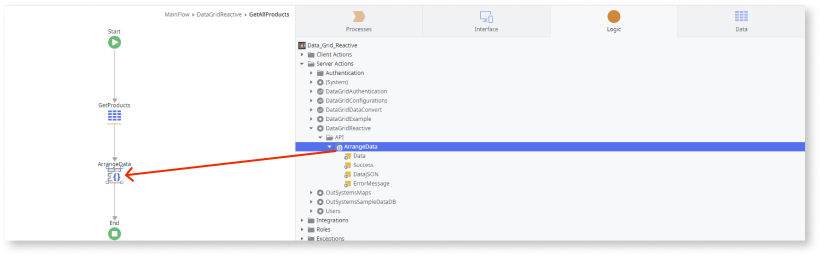 MainFlow ▸ DataGridReactive ▸ GetAllProducts
Start
GetProducts
ArrangeData
End
Processes
Interface
Logic
Data
Data_Grid_Reactive
Client Actions
Server Actions
Authentication
(System)
DataGridAuthentication
DataGridConfigurations
DataGridDataConvert
DataGridExample
DataGridReactive
API
ArrangeData
Data
Success
DataJSON
ErrorMessage
OutSystemsMaps
OutSystemsSampleDataDB
Users
Integrations
Roles
Exceptions